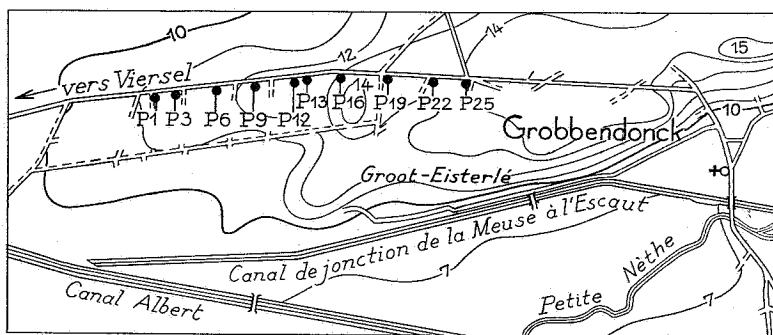 10
12
14
15
vers Viersel
P1 P3 P6 P9 P12 P13 P16 P19 P22 P25
14
10
Grobbendonck
Groot-Eisterlé
Canal de jonction de la Meuse à l'Escaut
7
Canal Albert
Petite Nèthe
7